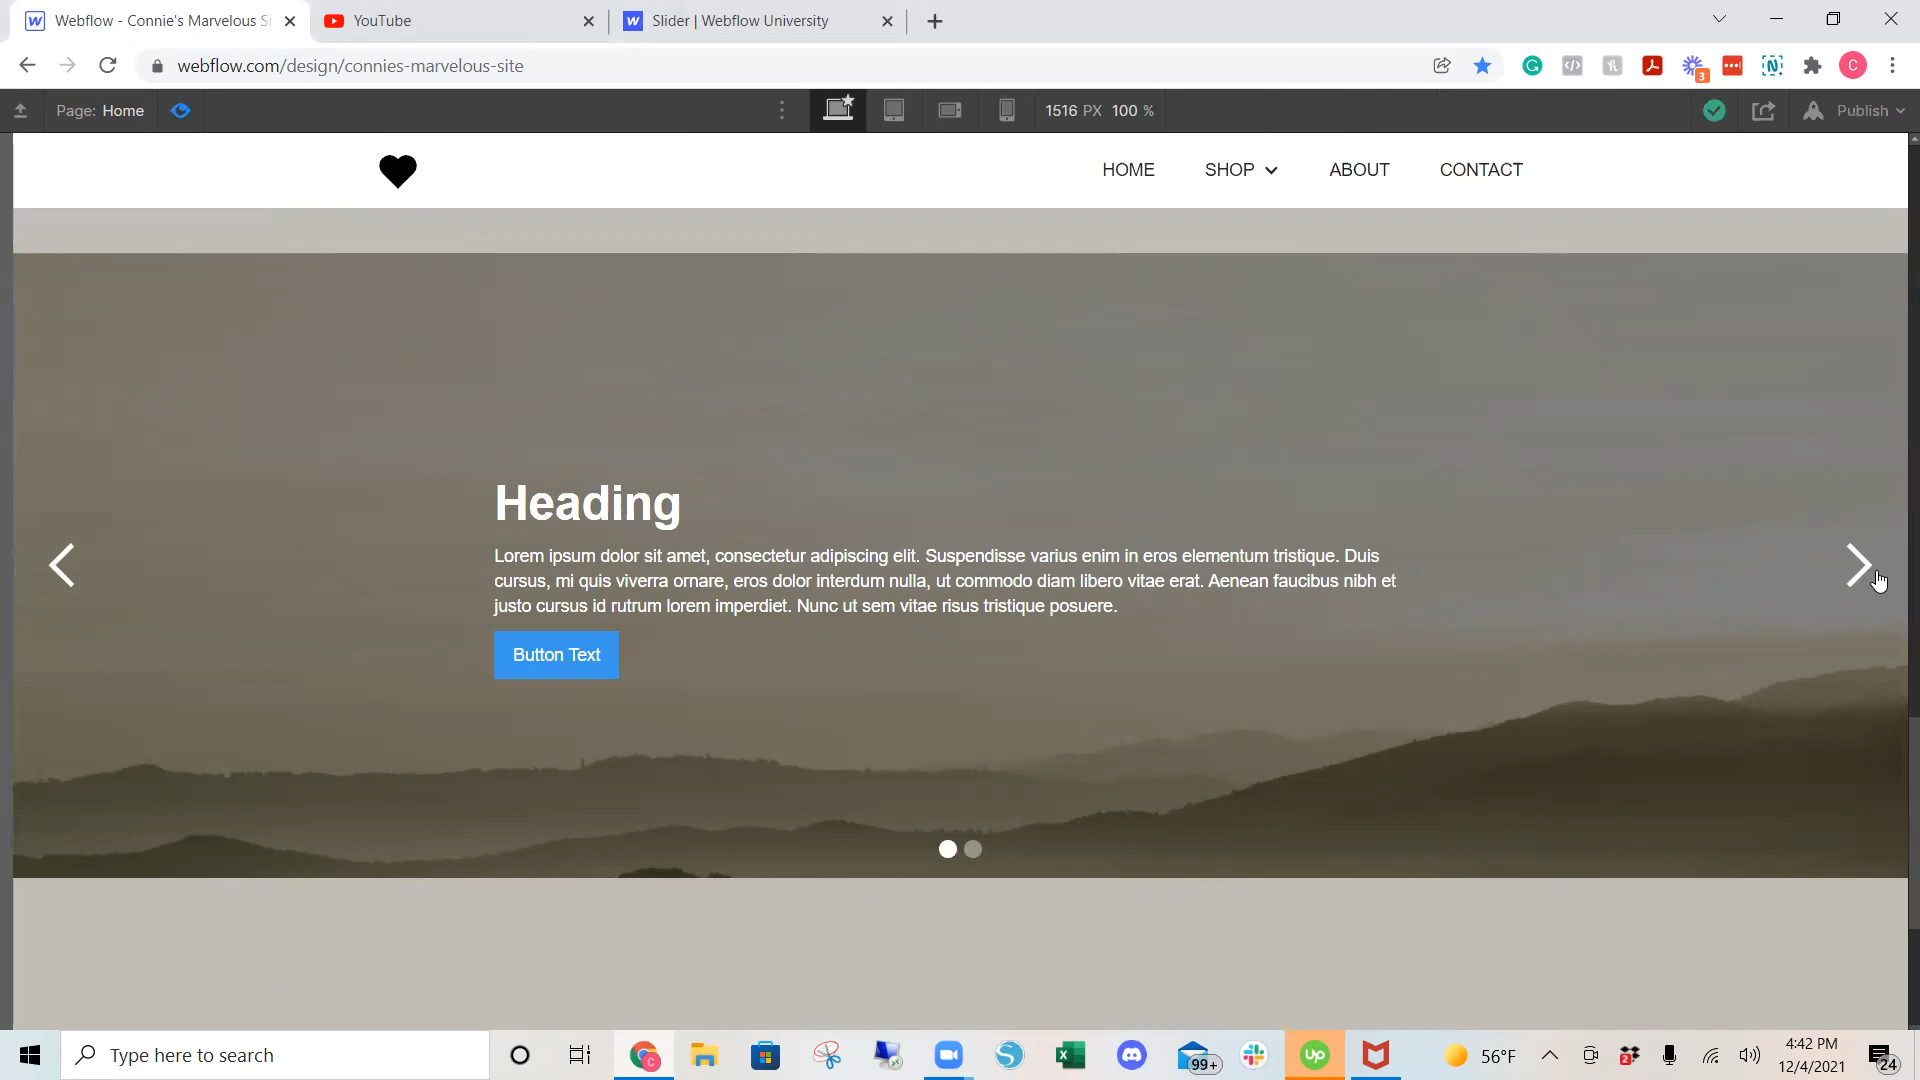 Webflow - Connie's Marvelous Si
YouTube
Slider | Webflow University
webflow.com/design/connies-marvelous-site
C
3
Page: Home
1516 PX 100 %
Publish
HOME
SHOP
ABOUT
CONTACT
Heading
Lorem ipsum dolor sit amet, consectetur adipiscing elit. Suspendisse varius enim in eros elementum tristique. Duis
cursus, mi quis viverra ornare, eros dolor interdum nulla, ut commodo diam libero vitae erat. Aenean faucibus nibh et
justo cursus id rutrum lorem imperdiet. Nunc ut sem vitae risus tristique posuere.
Button Text
Type here to search
99+
up
56°F
2
4:42 PM
12/4/2021
24